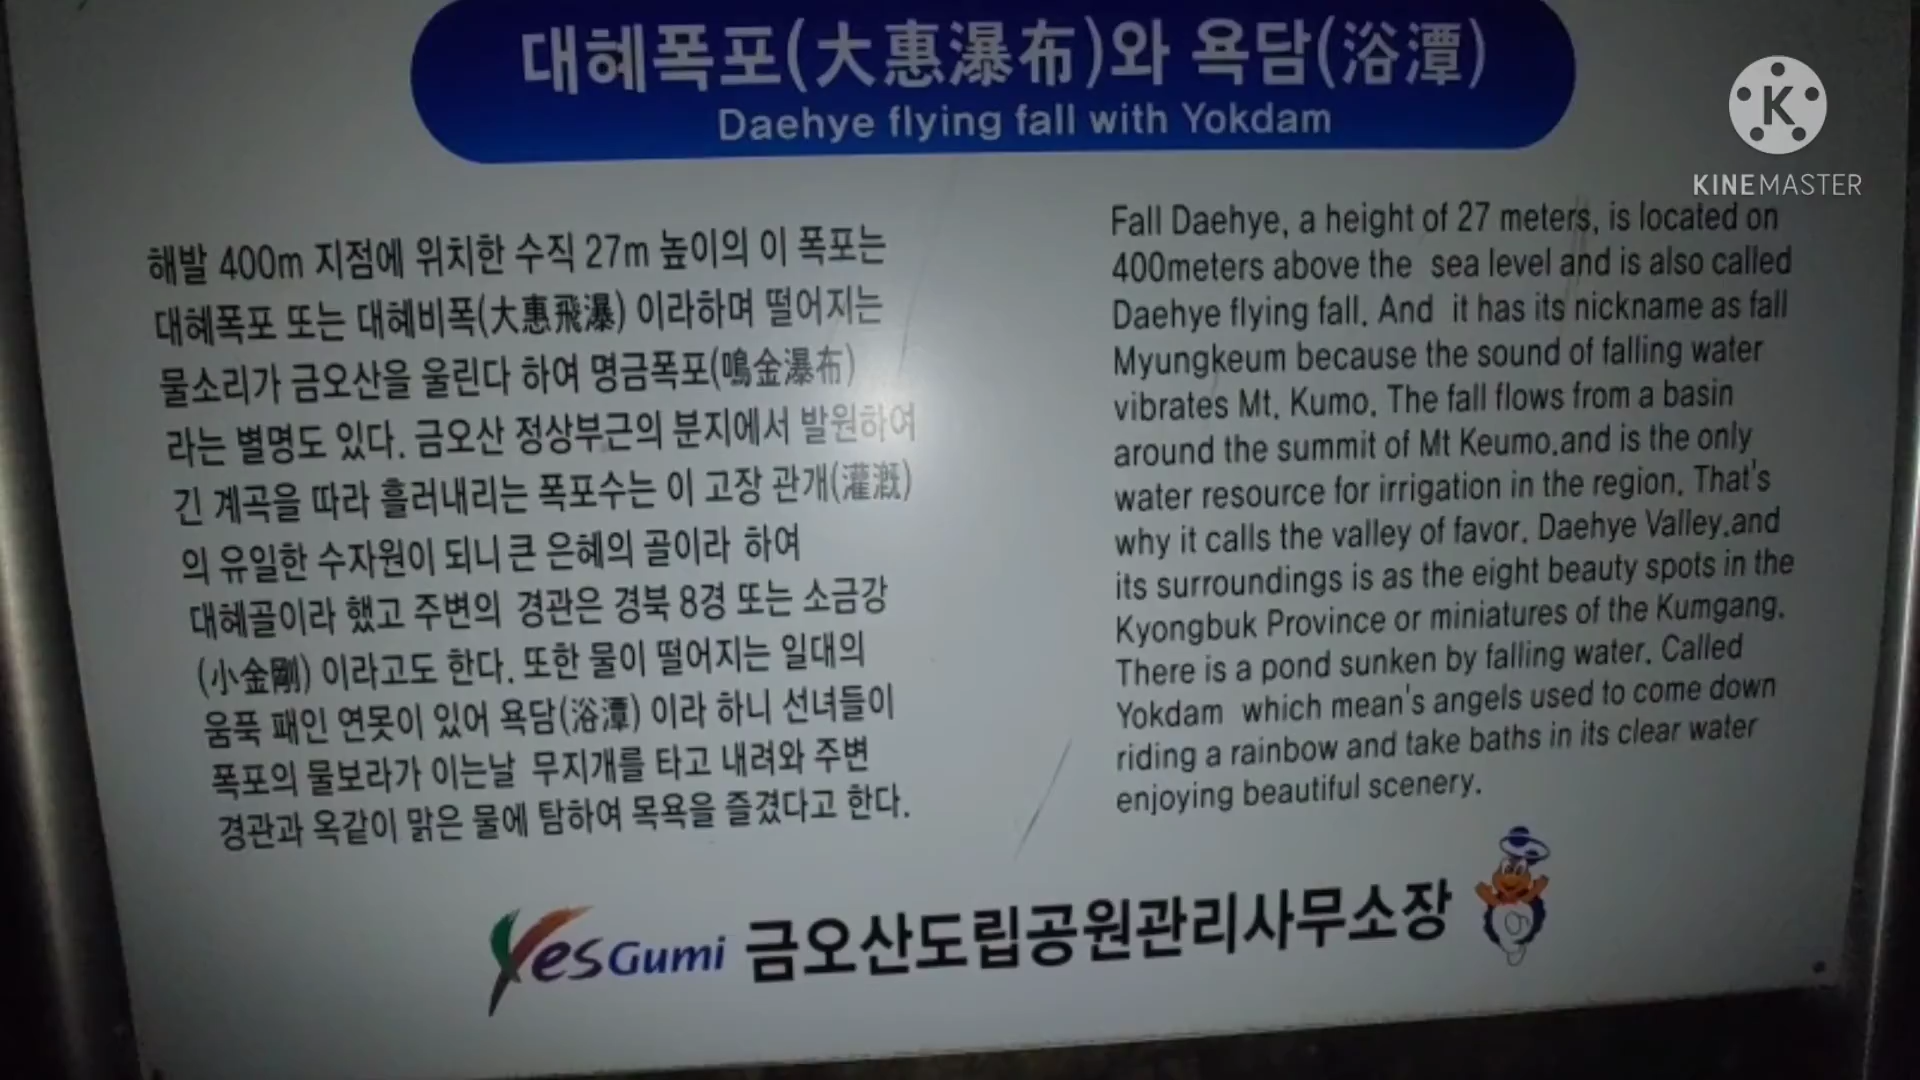 대혜폭포(大惠瀑布)와 욕담(浴潭)
Daehye flying fall with Yokdam
KINEMASTER
해발 400m 지점에 위치한 수직 27m 높이의 이 폭포는
대혜폭포 또는 대혜비폭(大惠飛瀑) 이라하며 떨어지는
물소리가 금오산을 울린다 하여 명금폭포(鳴金瀑布)
라는 별명도 있다. 금오산 정상부근의 분지에서 발원하여
긴 계곡을 따라 흘러내리는 폭포수는 이 고장 관개(灌漑)
의 유일한 수자원이 되니 큰 은혜의 골이라 하여
대혜골이라 했고 주변의 경관은 경북 8경 또는 소금강
(小金剛) 이라고도 한다. 또한 물이 떨어지는 일대의
움푹 패인 연못이 있어 욕담(浴潭) 이라 하니 선녀들이
폭포의 물보라가 이는날 무지개를 타고 내려와 주변
경관과 옥같이 맑은 물에 탐하여 목욕을 즐겼다고 한다.
Fall Daehye, a height of 27 meters, is located on
400meters above the sea level and is also called
Daehye flying fall. And it has its nickname as fall
Myungkeum because the sound of falling water
vibrates Mt. Kumo. The fall flows from a basin
around the summit of Mt Keumo.and is the only
water resource for irrigation in the region. That's
why it calls the valley of favor. Daehye Valley.and
its surroundings is as the eight beauty spots in the
Kyongbuk Province or miniatures of the Kumgang.
There is a pond sunken by falling water. Called
Yokdam which mean's angels used to come down
riding a rainbow and take baths in its clear water
enjoying beautiful scenery.
Yes Gumi 금오산도립공원관리사무소장